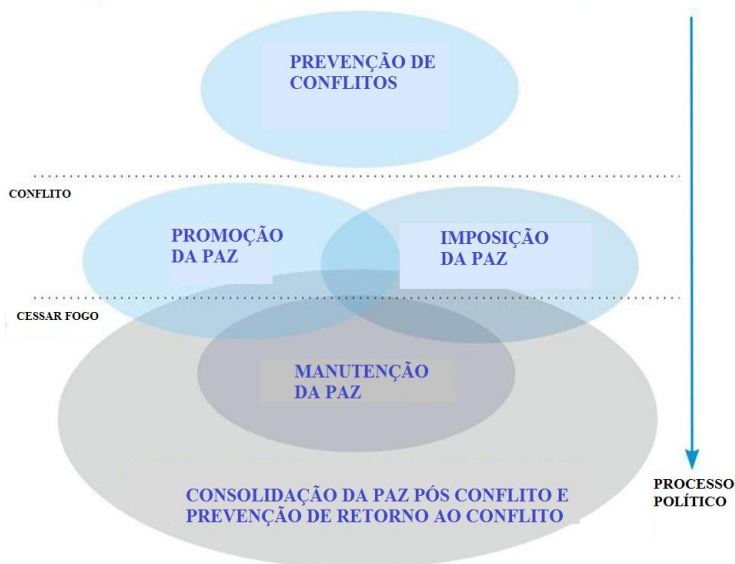 PREVENÇÃO DE
CONFLITOS
CONFLITO
PROMOÇÃO
DA PAZ
IMPOSIÇÃO
DA PAZ
CESSAR FOGO
MANUTENÇÃO
DA PAZ
CONSOLIDAÇÃO DA PAZ PÓS CONFLITO E
PREVENÇÃO DE RETORNO AO CONFLITO
PROCESSO
POLÍTICO